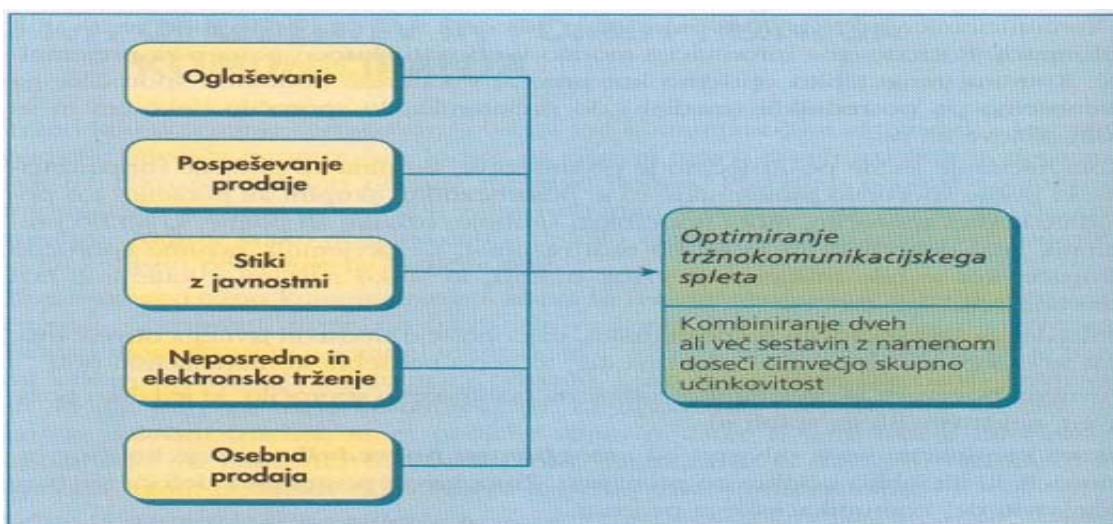 Oglaševanje
Pospeševanje
prodaje
Stiki
z javnostmi
Neposredno in
elektronsko trženje
Osebna
prodaja
Optimiranje
tržnokomunikacijskega
spleta
Kombiniranje dveh
ali več sestavin z namenom
doseči čimvečjo skupno
učinkovitost